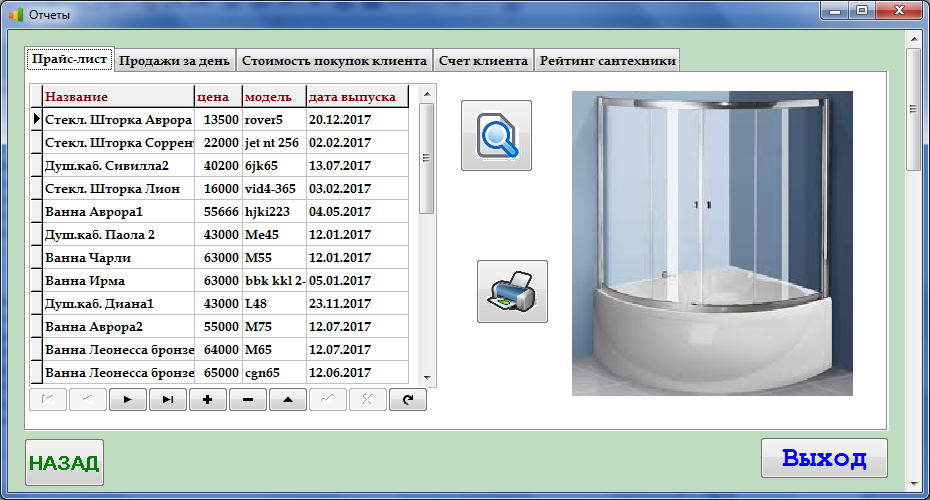 Отчеты
Прайс-лист Продажи за день Стоимость покупок клиента Счет клиента Рейтинг сантехники
Название цена модель дата выпуска
Стекл. Шторка Аврора 13500 rover5 20.12.2017
Стекл. Шторка Соррен 22000 jet nt 256 02.02.2017
Душ.каб. Сивилла2 40200 6jk65 13.07.2017
Стекл. Шторка Лион 16000 vid4-365 03.02.2017
Ванна Аврора1 55666 hjki223 04.05.2017
Душ.каб. Паола 2 43000 Me45 12.01.2017
Ванна Чарли 63000 M55 12.01.2017
Ванна Ирма 63000 bbk kkl 2- 05.01.2017
Душ.каб. Диана1 43000 L48 23.11.2017
Ванна Аврора2 55000 M75 12.07.2017
Ванна Леонесса бронзе 64000 M65 12.07.2017
Ванна Леонесса бронзе 65000 cgn65 12.06.2017
НАЗАД
Выход